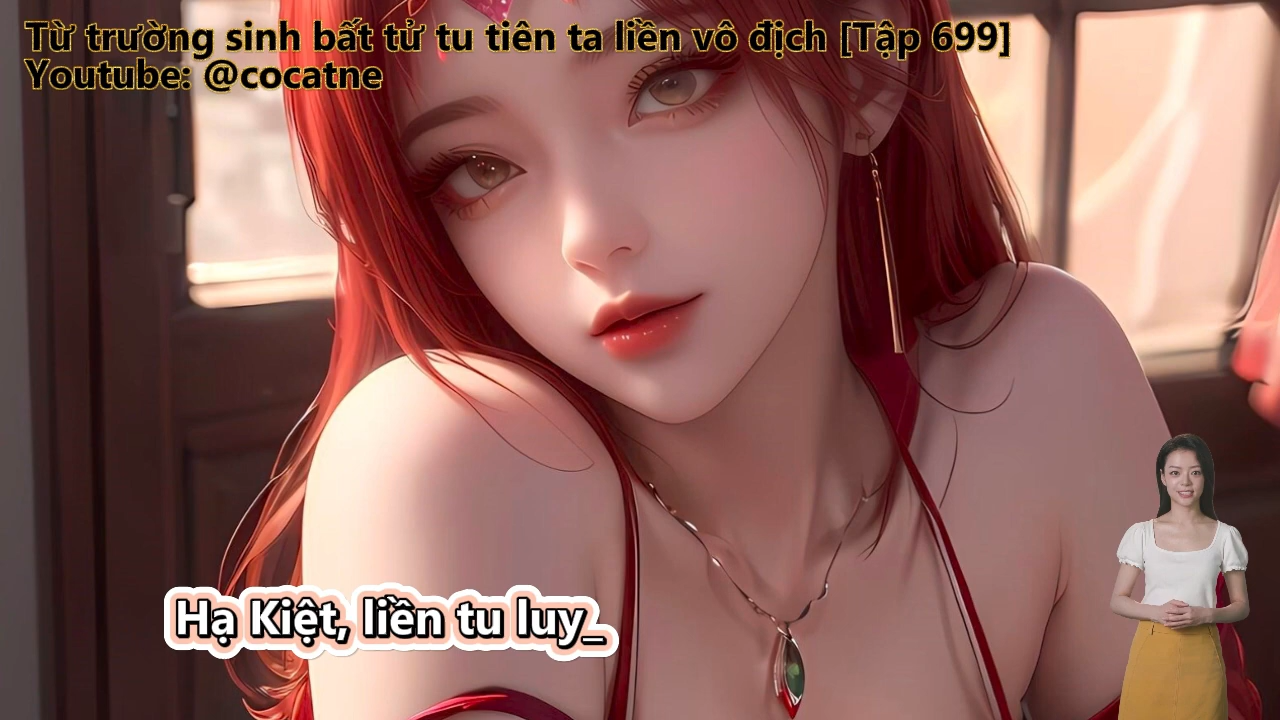 Từ trường sinh bất tử tu tiên ta liền vô địch [Tập 699]
Youtube: @cocatne
Hạ Kiệt, liền tu luy_